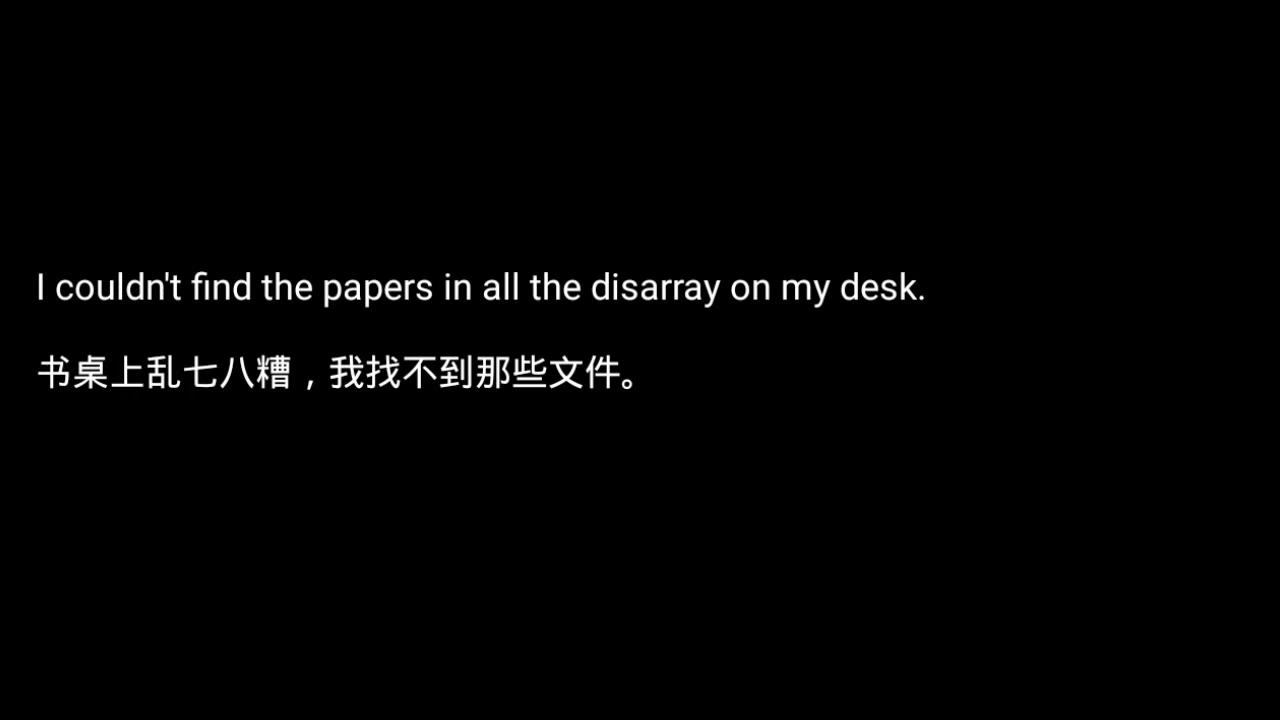 I couldn't find the papers in all the disarray on my desk.
书桌上乱七八糟，我找不到那些文件。